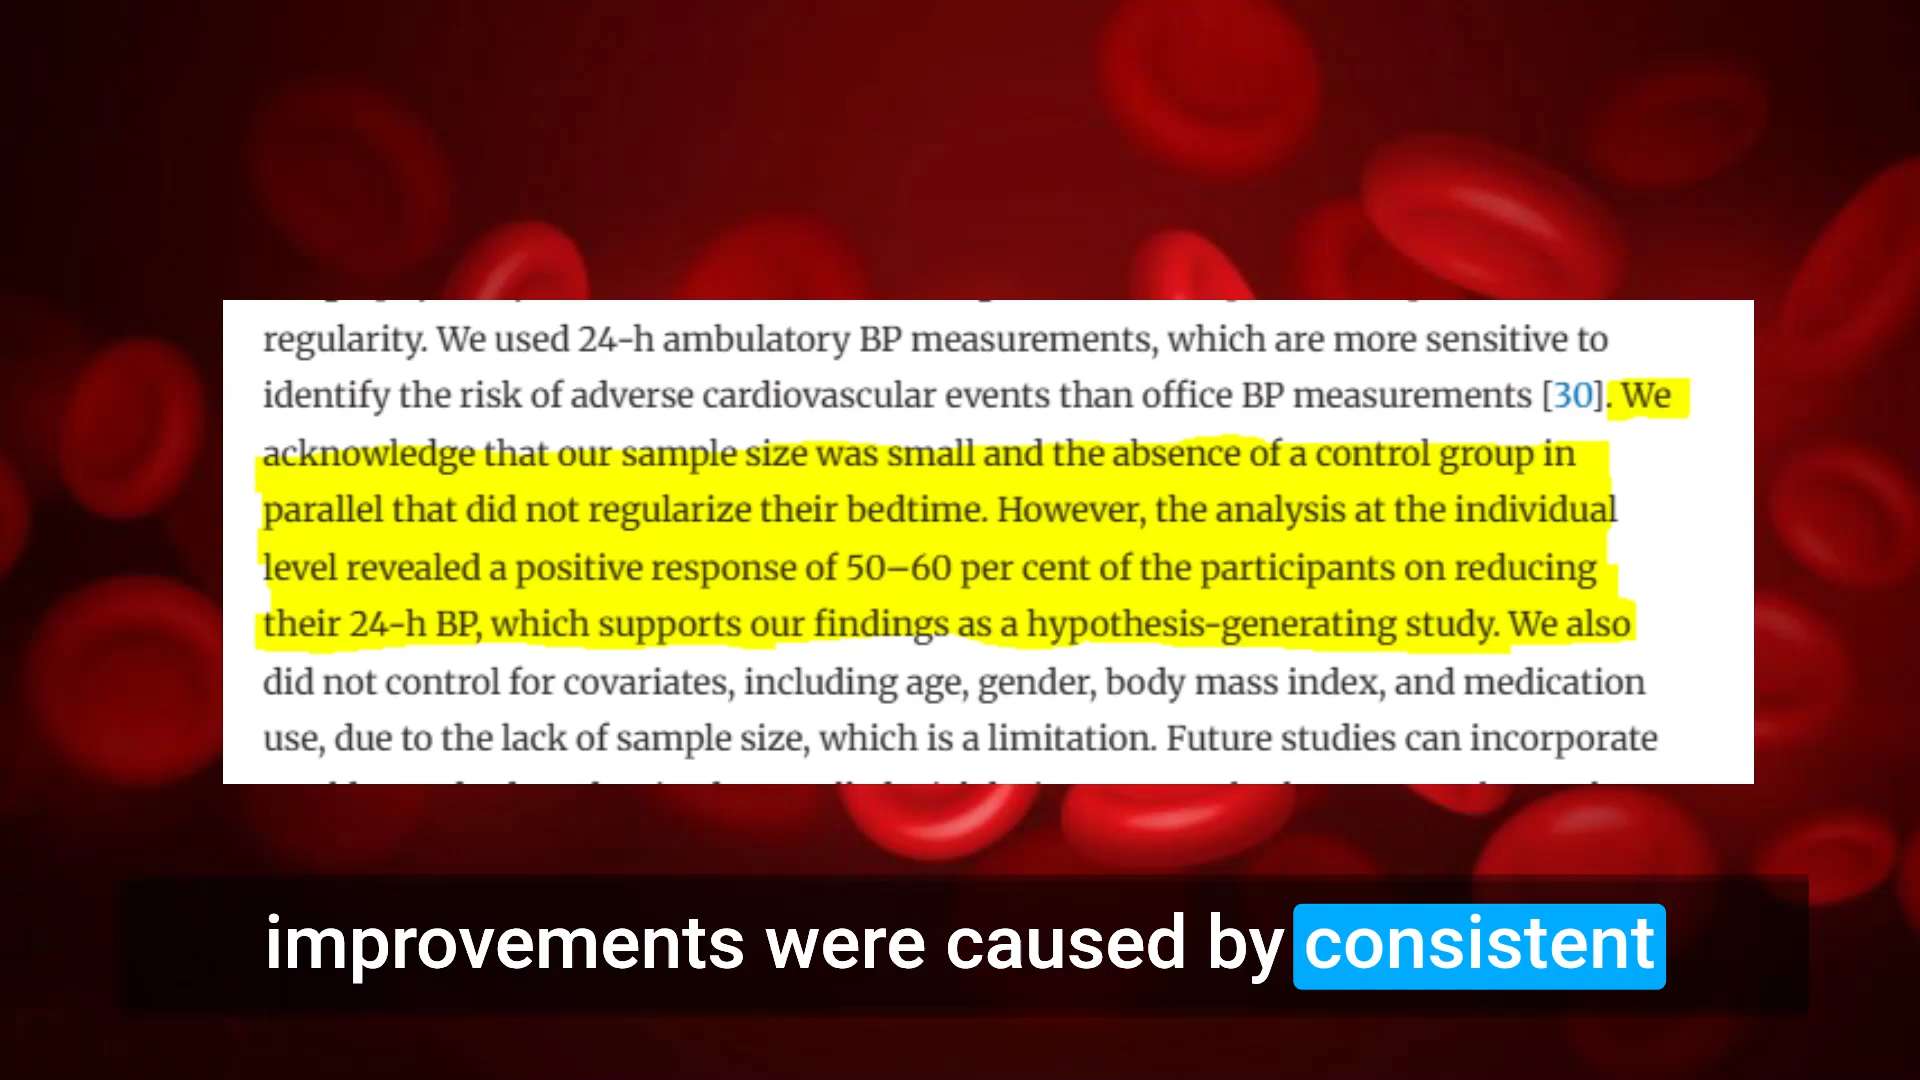 regularity. We used 24-h ambulatory BP measurements, which are more sensitive to
identify the risk of adverse cardiovascular events than office BP measurements [30]. We
acknowledge that our sample size was small and the absence of a control group in
parallel that did not regularize their bedtime. However, the analysis at the individual
level revealed a positive response of 50–60 per cent of the participants on reducing
their 24-h BP, which supports our findings as a hypothesis-generating study. We also
did not control for covariates, including age, gender, body mass index, and medication
use, due to the lack of sample size, which is a limitation. Future studies can incorporate
improvements were caused by consistent